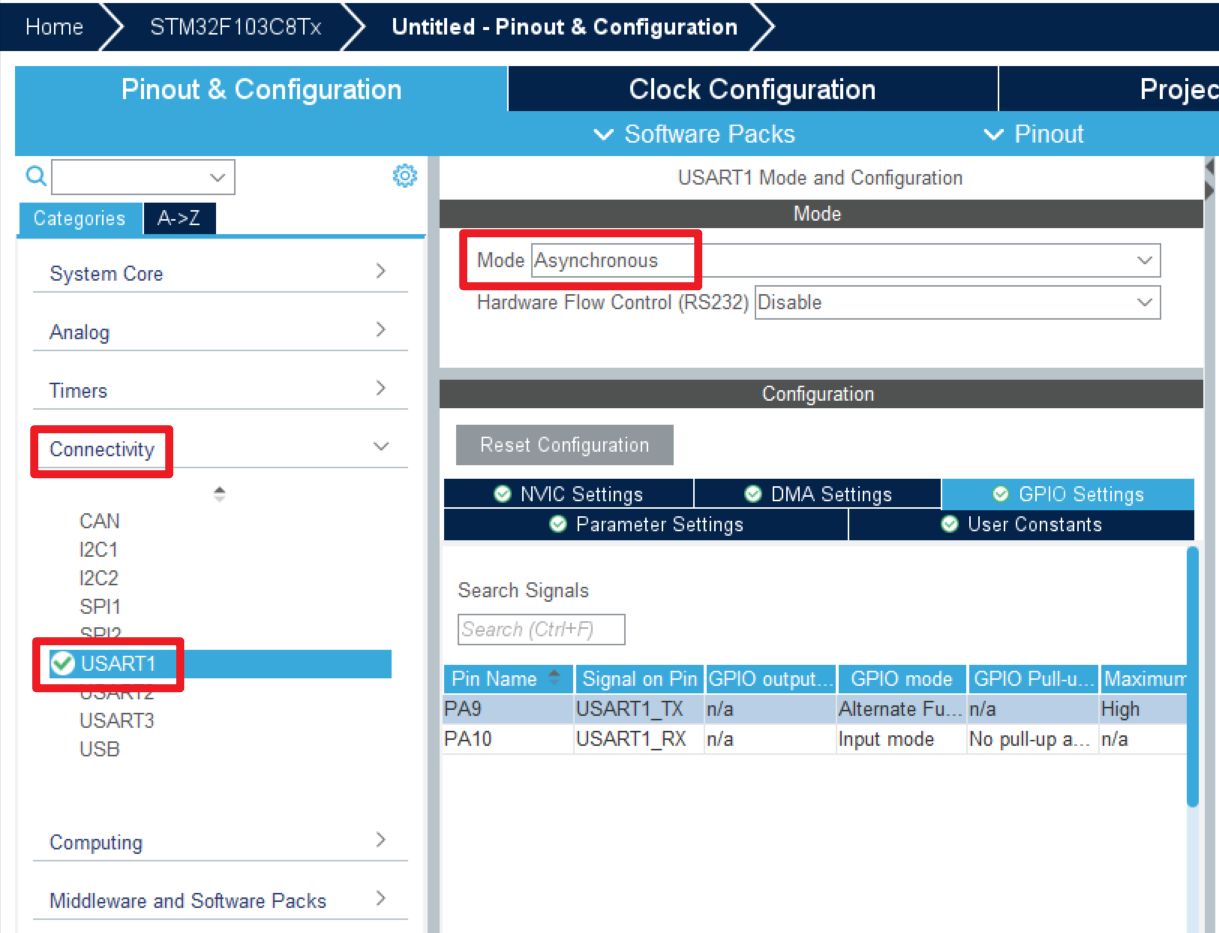 Home STM32F103C8Tx Untitled - Pinout & Configuration
Pinout & Configuration Clock Configuration Projec
Software Packs Pinout
USART1 Mode and Configuration
Categories A->Z
Mode
Mode Asynchronous
Hardware Flow Control (RS232) Disable
System Core
Analog
Timers
Connectivity
CAN
I2C1
I2C2
SPI1
SPI2
USART1
USART2
USART3
USB
Computing
Middleware and Software Packs
Configuration
Reset Configuration
NVIC Settings DMA Settings GPIO Settings
Parameter Settings User Constants
Search Signals
Search (Ctrl+F)
Pin Name Signal on Pin GPIO output... GPIO mode GPIO Pull-u... Maximum
PA9 USART1_TX n/a Alternate Fu... n/a High
PA10 USART1_RX n/a Input mode No pull-up a... n/a